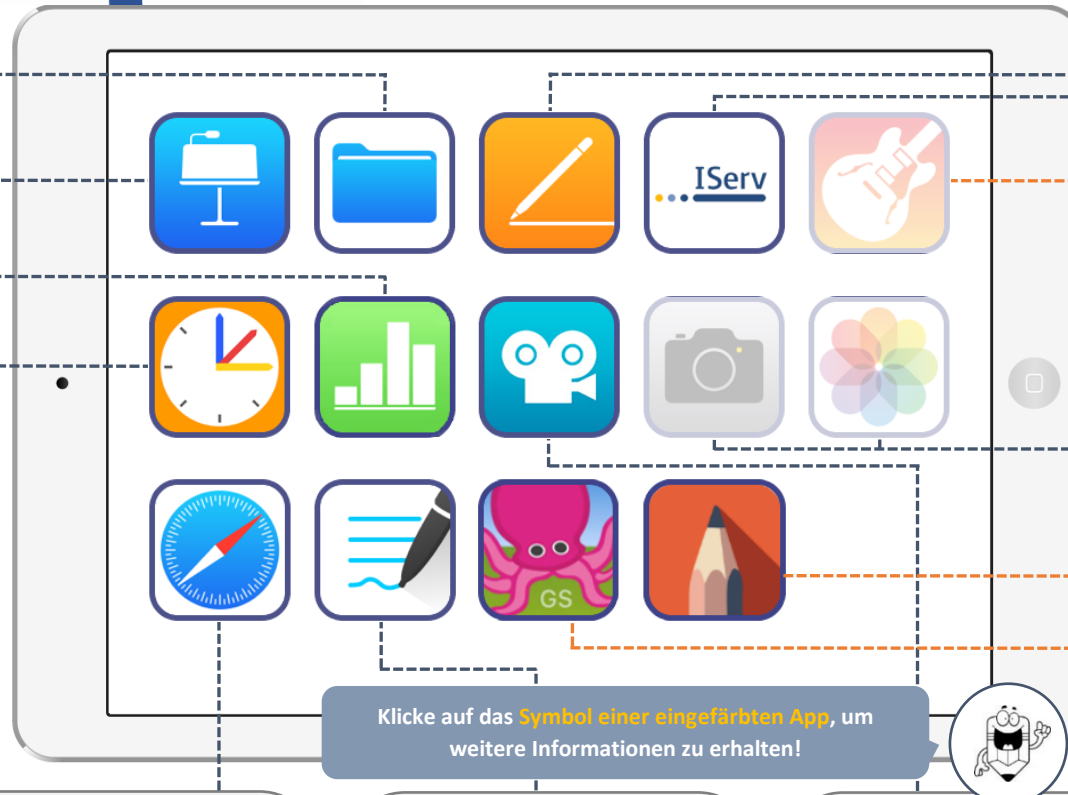 IServ
GS
Klicke auf das Symbol einer eingefärbten App, um
weitere Informationen zu erhalten!